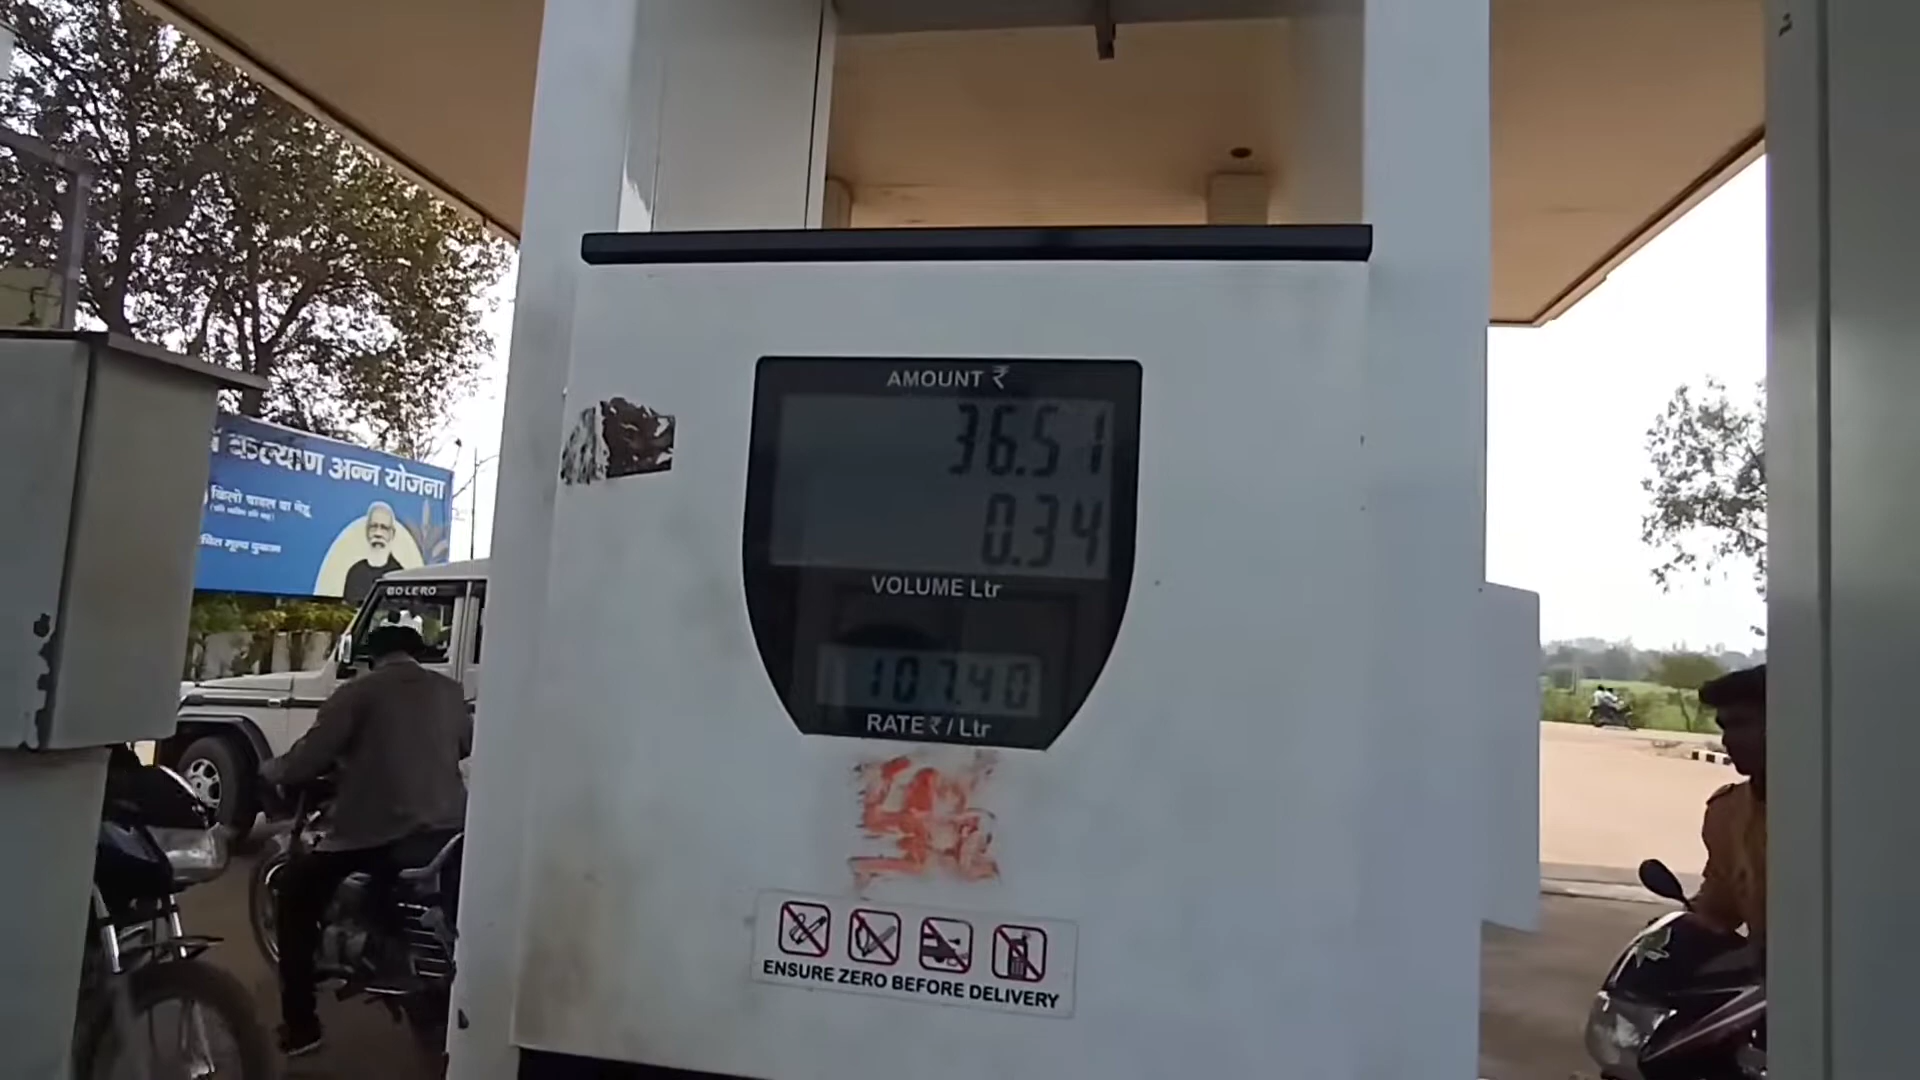 AMOUNT ₹
36.51
0.34
VOLUME Ltr
107.40
RATE ₹ / Ltr
ENSURE ZERO BEFORE DELIVERY
कल्याण अन्न योजना
किलो चावल या गेहूं
BOLERO